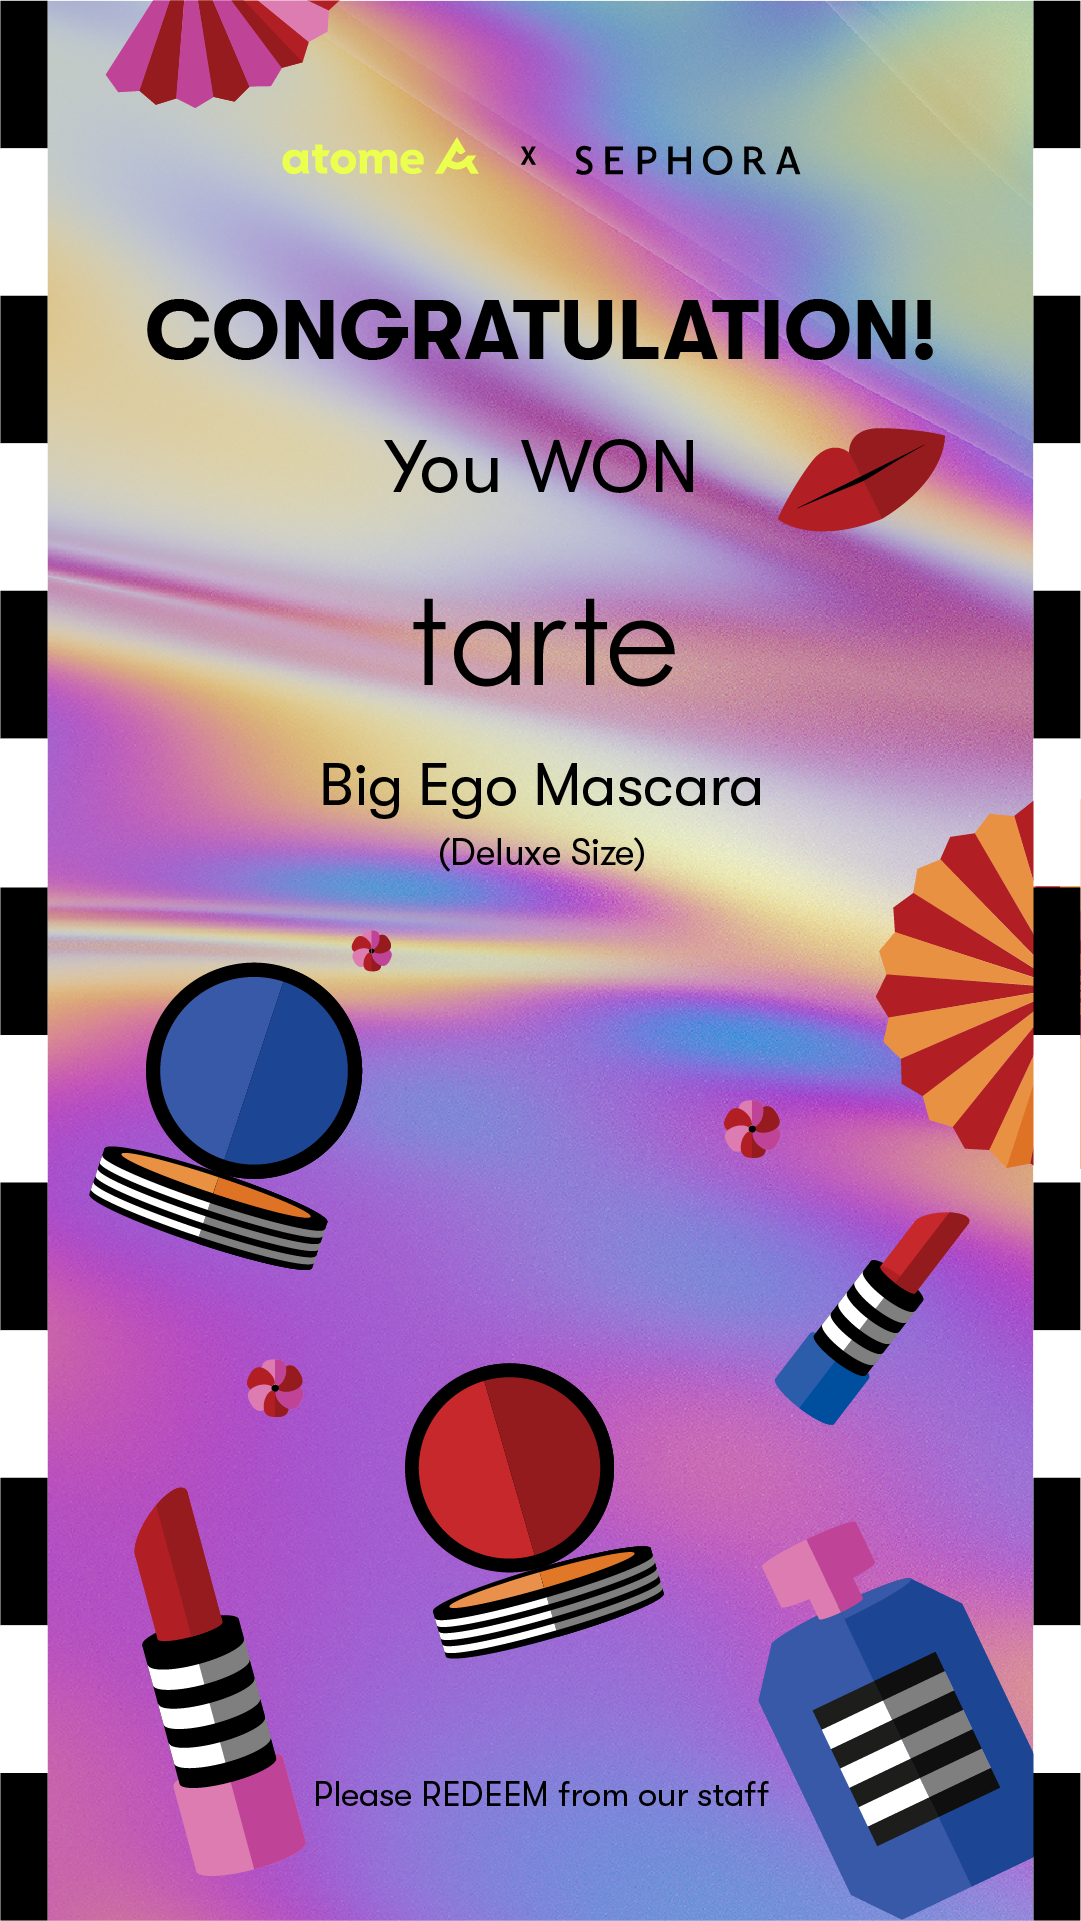 atome x SEPHORA
CONGRATULATION!
You WON
tarte
Big Ego Mascara
(Deluxe Size)
Please REDEEM from our staff